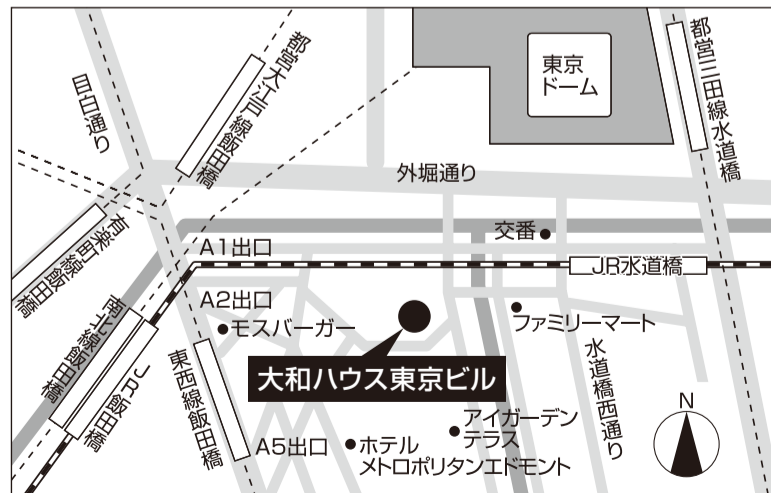 目白通り
都営大江戸線飯田橋
東京
ドーム
都営三田線水道橋
外堀通り
有楽町線飯田橋
A1出口
交番
JR水道橋
南北線飯田橋
A2出口
モスバーガー
ファミリーマート
JR飯田橋
東西線飯田橋
大和ハウス東京ビル
水道橋西通り
A5出口
ホテル
メトロポリタンエドモント
アイガーデン
テラス
N